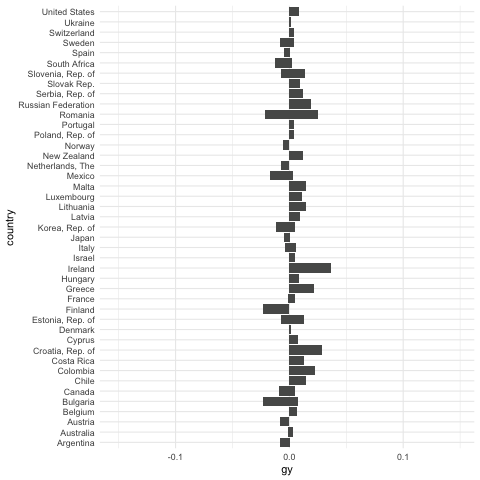 United States
Ukraine
Switzerland
Sweden
Spain
South Africa
Slovenia, Rep. of
Slovak Rep.
Serbia, Rep. of
Russian Federation
Romania
Portugal
Poland, Rep. of
Norway
New Zealand
Netherlands, The
Mexico
Malta
Luxembourg
Lithuania
Latvia
Korea, Rep. of
Japan
Italy
Israel
Ireland
Hungary
Greece
France
Finland
Estonia, Rep. of
Denmark
Cyprus
Croatia, Rep. of
Costa Rica
Colombia
Chile
Canada
Bulgaria
Belgium
Austria
Australia
Argentina
country
-0.1 0.0 0.1
gy